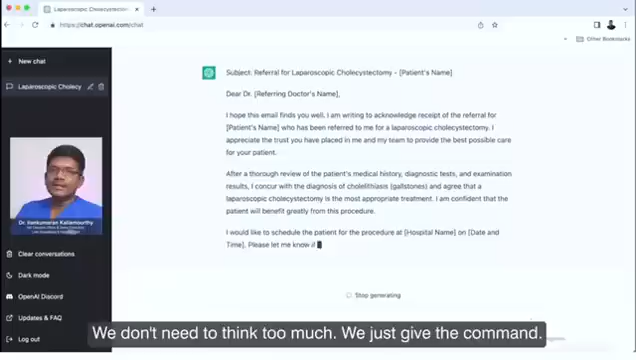 Laparoscopic Cholecystectom
https://chat.openai.com/chat
Other Bookmarks
+ New chat
Laparoscopic Cholecy
Subject: Referral for Laparoscopic Cholecystectomy - [Patient's Name]
Dear Dr. [Referring Doctor's Name],
I hope this email finds you well. I am writing to acknowledge receipt of the referral for
[Patient's Name] who has been referred to me for a laparoscopic cholecystectomy. I
appreciate the trust you have placed in me and my team to provide the best possible care
for your patient.
After a thorough review of the patient's medical history, diagnostic tests, and examination
results, I concur with the diagnosis of cholelithiasis (gallstones) and agree that a
laparoscopic cholecystectomy is the most appropriate treatment. I am confident that the
patient will benefit greatly from this procedure.
I would like to schedule the patient for the procedure at [Hospital Name] on [Date and
Time], Please let me know if
Dr. Ilankumaran Kaliamoorthy
Clear conversations
Dark mode
OpenAI Discord
Updates & FAQ
Log out
Stop generating
We don't need to think too much. We just give the command.